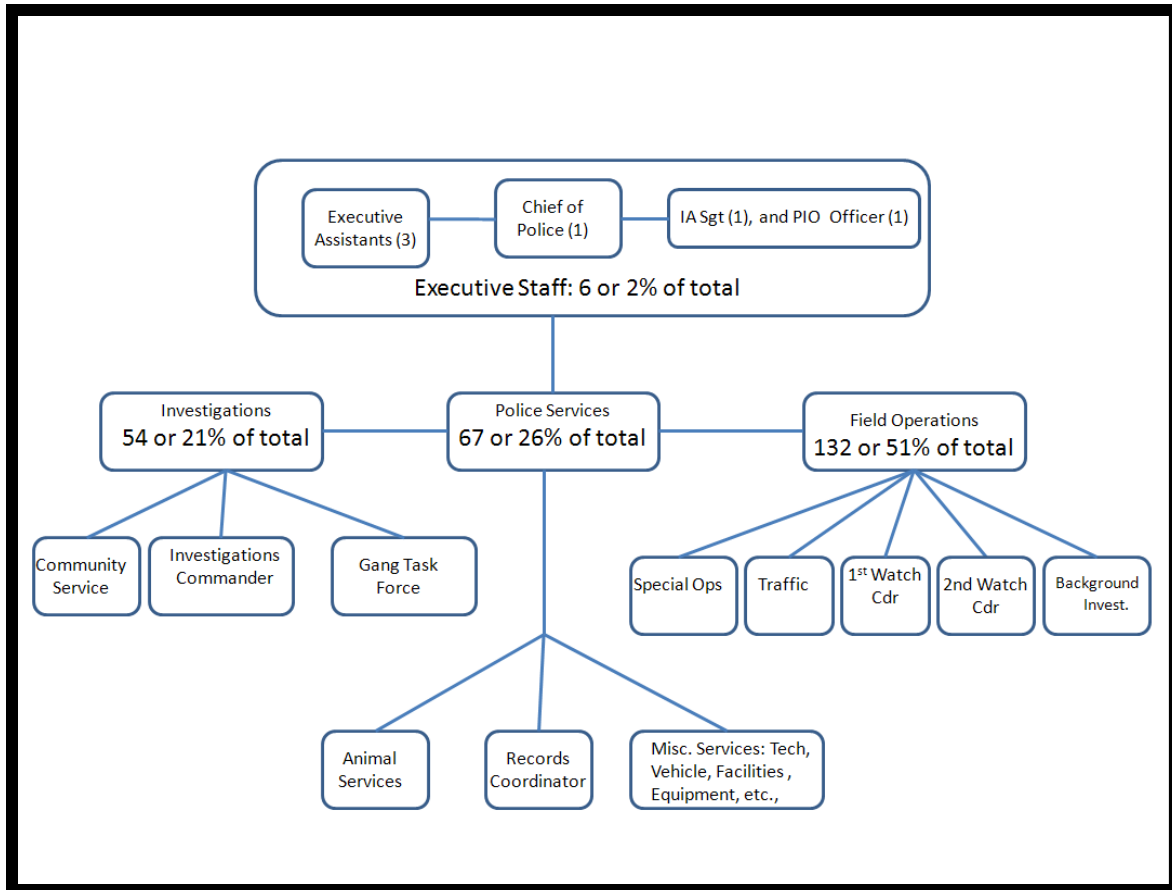 Executive
Assistants (3)
Chief of
Police (1)
IA Sgt (1), and PIO Officer (1)
Executive Staff: 6 or 2% of total
Investigations
54 or 21% of total
Police Services
67 or 26% of total
Field Operations
132 or 51% of total
Community
Service
Investigations
Commander
Gang Task
Force
Special Ops
Traffic
1st Watch
Cdr
2nd Watch
Cdr
Background
Invest.
Animal
Services
Records
Coordinator
Misc. Services: Tech,
Vehicle, Facilities ,
Equipment, etc.,